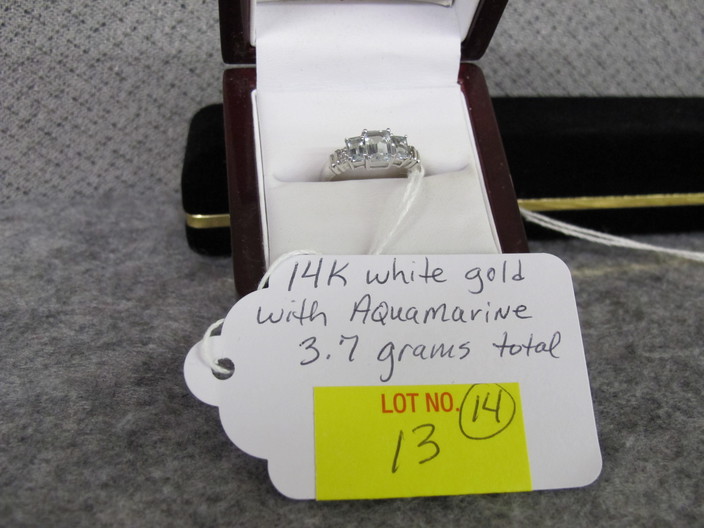 14K white gold
with Aquamarine
3.7 grams total
LOT NO. 14
13